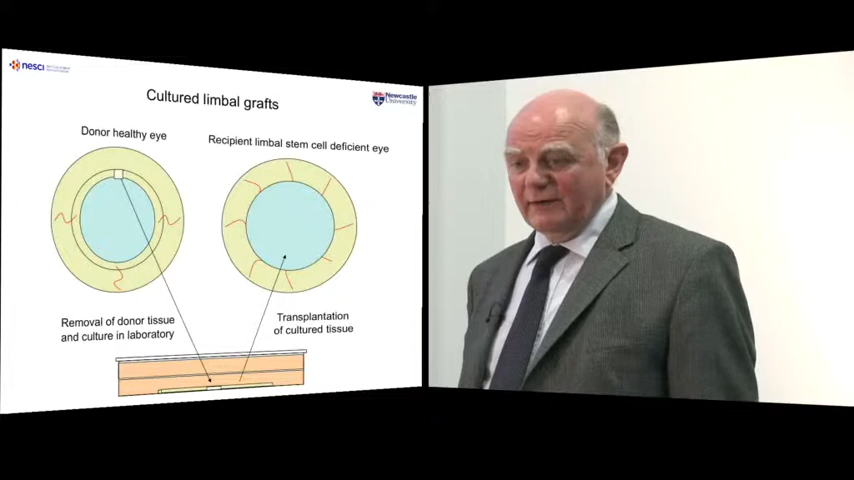 nesci
Newcastle
University
Cultured limbal grafts
Donor healthy eye
Recipient limbal stem cell deficient eye
Removal of donor tissue
and culture in laboratory
Transplantation
of cultured tissue